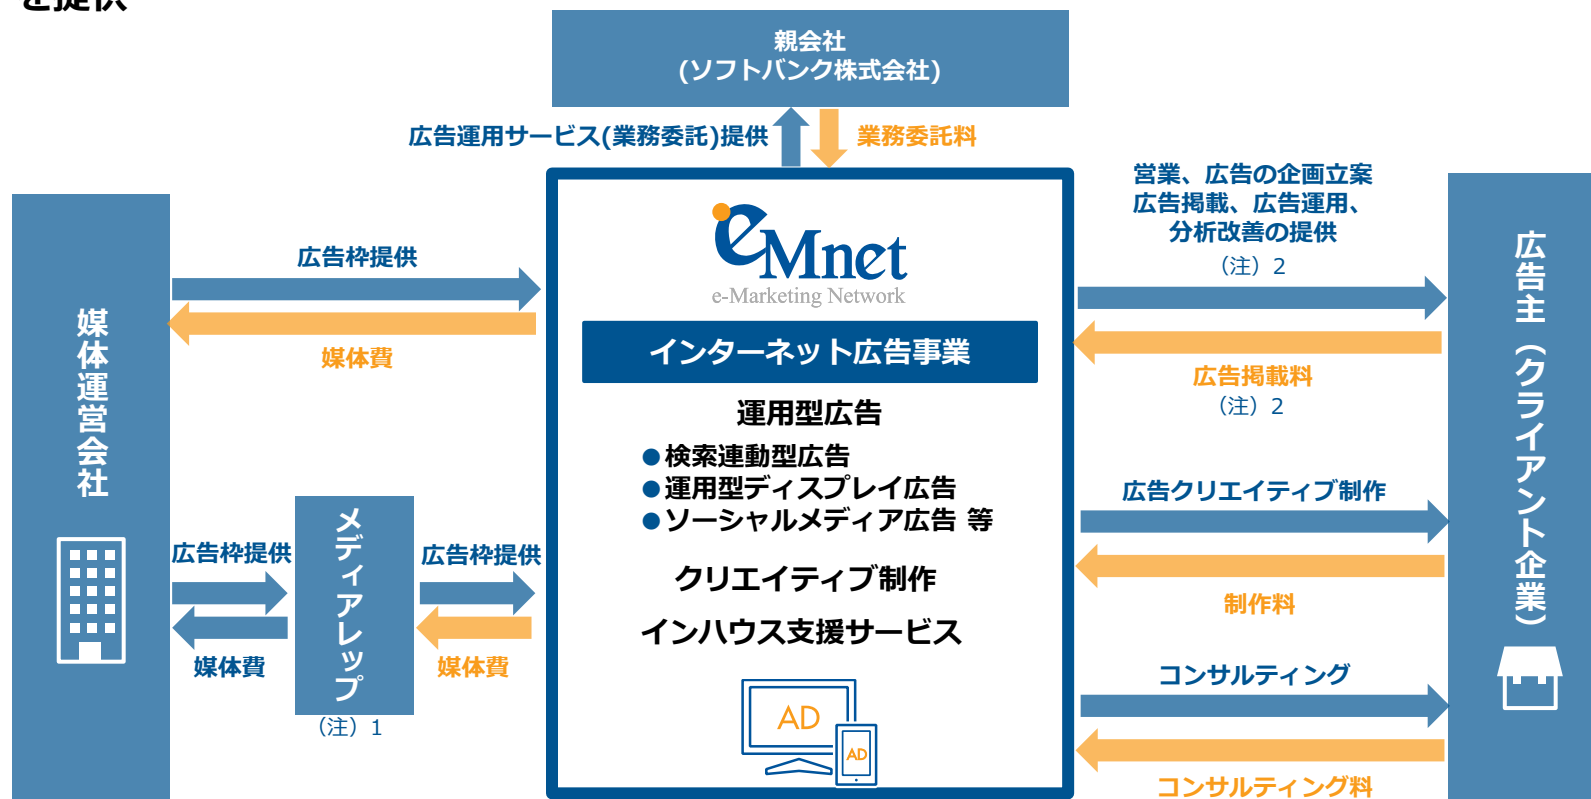 を提供
親会社
(ソフトバンク株式会社)
広告運用サービス(業務委託)提供
業務委託料
媒体運営会社
広告枠提供
媒体費
広告枠提供
媒体費
メディアレップ
（注）1
広告枠提供
媒体費
eMnet
e-Marketing Network
インターネット広告事業
運用型広告
●検索連動型広告
●運用型ディスプレイ広告
●ソーシャルメディア広告 等
クリエイティブ制作
インハウス支援サービス
AD
AD
営業、広告の企画立案
広告掲載、広告運用、
分析改善の提供
（注）2
広告掲載料
（注）2
広告クリエイティブ制作
制作料
コンサルティング
コンサルティング料
広告主（クライアント企業）